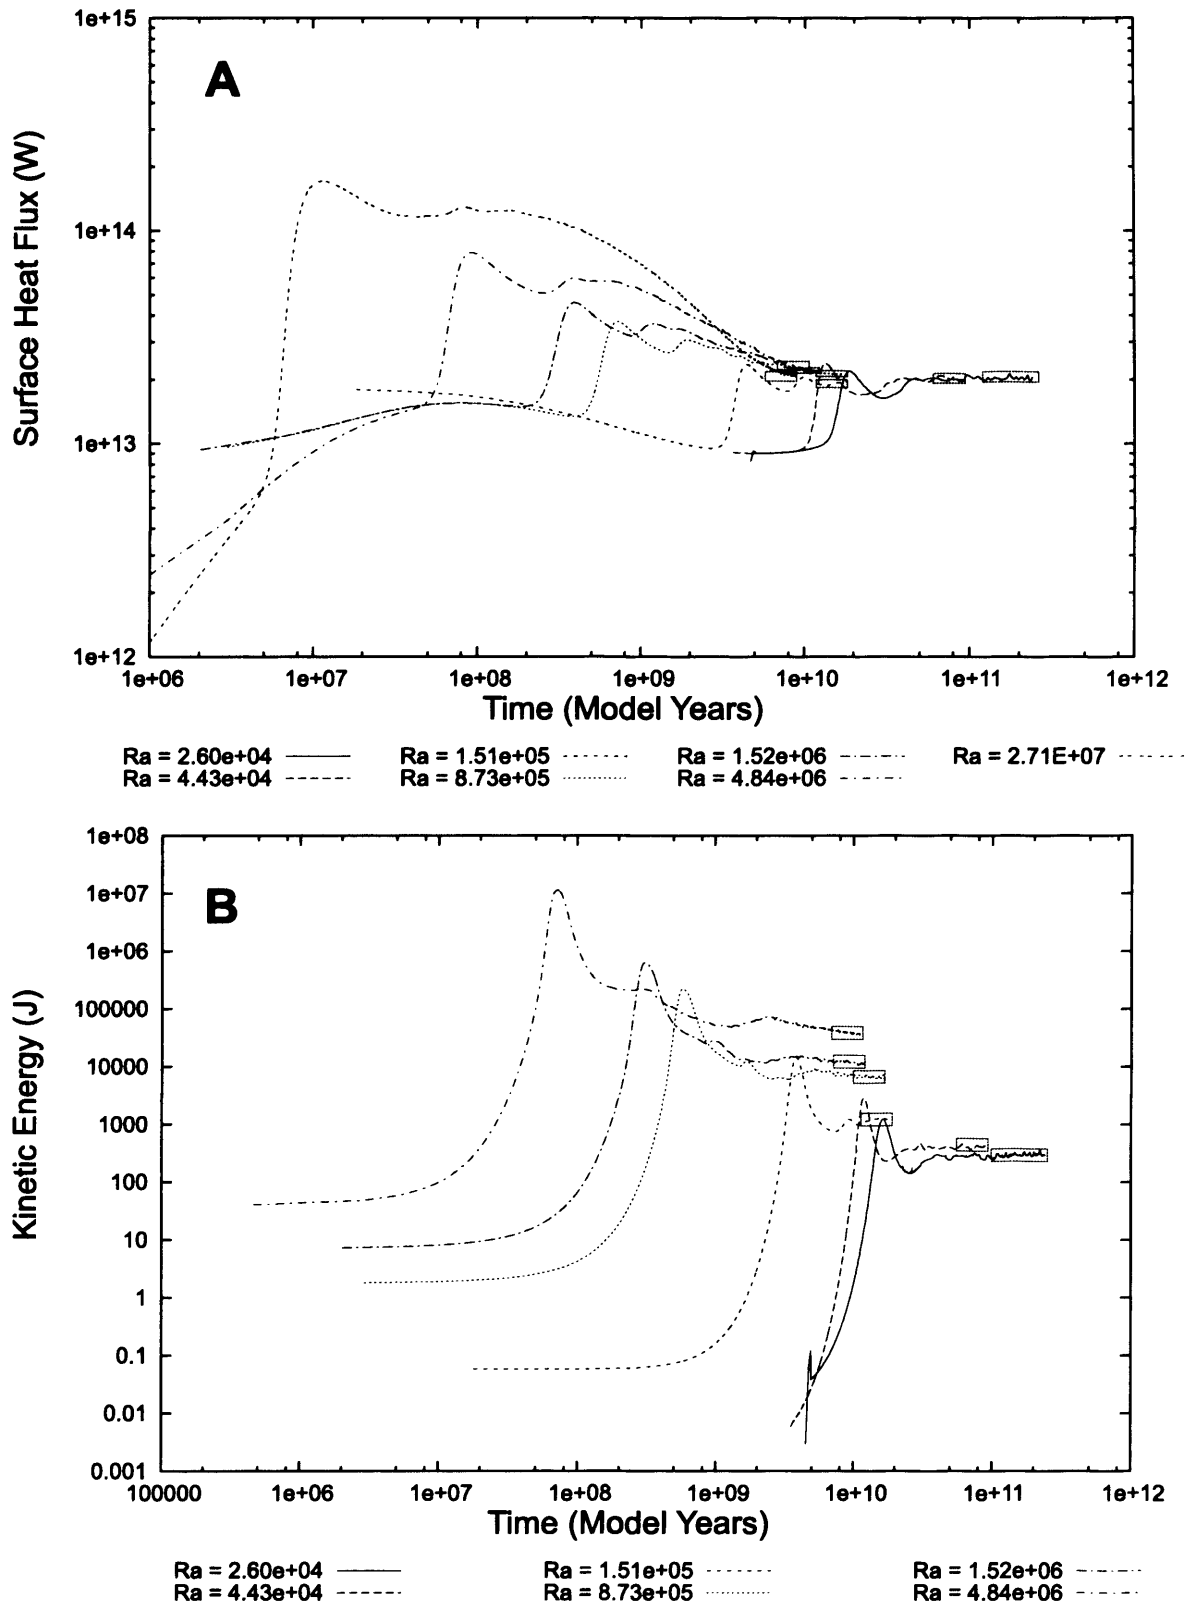 1e+15
A
1e+14
1e+13
1e+12
Surface Heat Flux (W)
1e+06 1e+07 1e+08 1e+09 1e+10 1e+11 1e+12
Time (Model Years)
Ra = 2.60e+04 Ra = 1.51e+05 Ra = 1.52e+06 Ra = 2.71E+07
Ra = 4.43e+04 Ra = 8.73e+05 Ra = 4.84e+06
1e+08
B
1e+07
1e+06
100000
10000
1000
100
10
1
0.1
0.01
0.001
Kinetic Energy (J)
100000 1e+06 1e+07 1e+08 1e+09 1e+10 1e+11 1e+12
Time (Model Years)
Ra = 2.60e+04 Ra = 1.51e+05 Ra = 1.52e+06
Ra = 4.43e+04 Ra = 8.73e+05 Ra = 4.84e+06